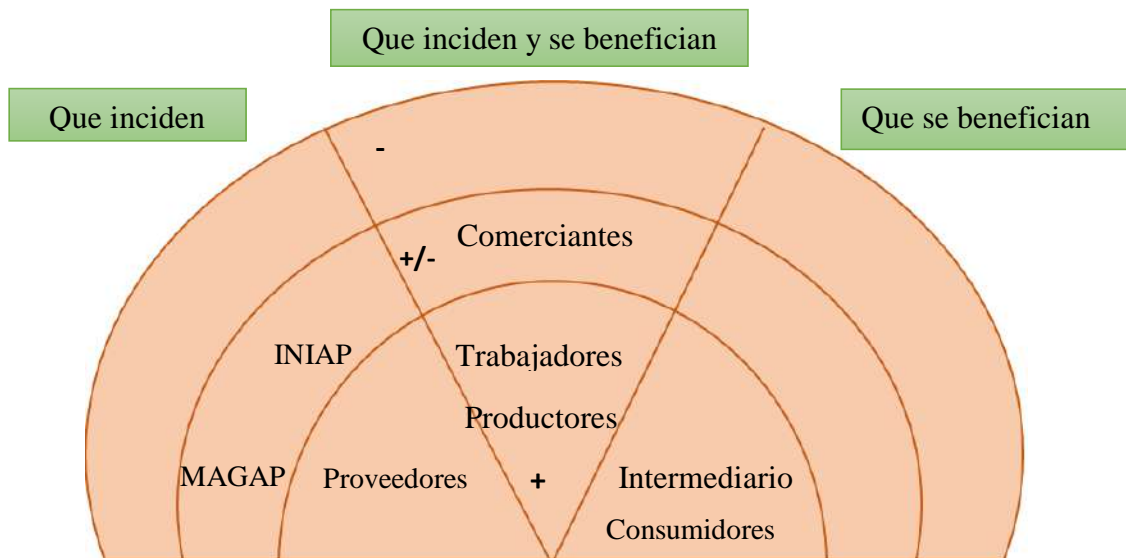 Que inciden y se benefician
Que inciden
Que se benefician
-
Comerciantes
+/-
INIAP
Trabajadores
Productores
MAGAP
Proveedores
+
Intermediario
Consumidores